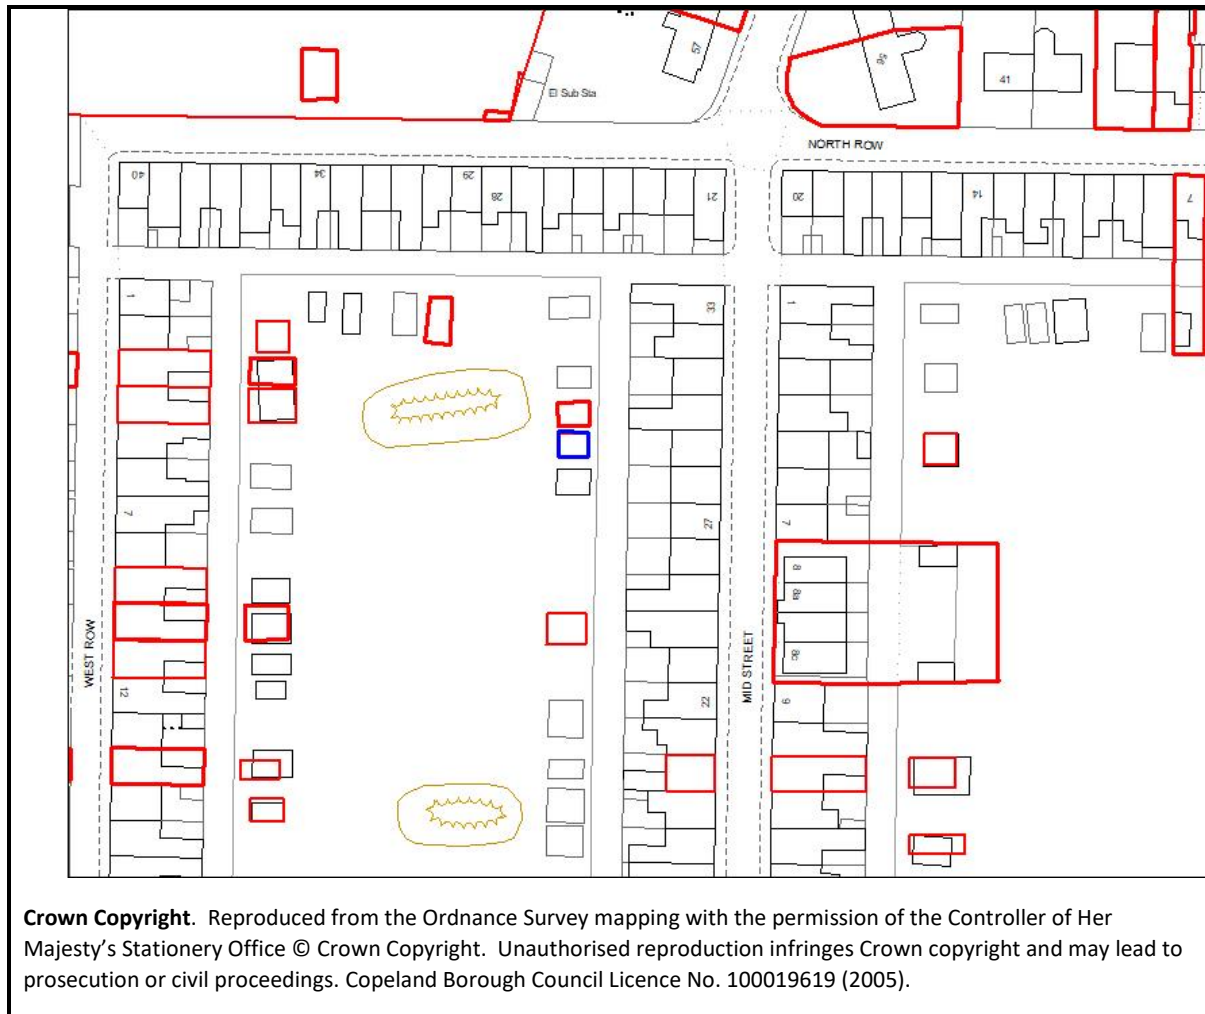 57
56
41
El Sub Sta
NORTH ROW
40
34
29
28
21
20
14
7
1
33
1
7
27
7
8
8a
8c
WEST ROW
MID STREET
12
22
9
Crown Copyright. Reproduced from the Ordnance Survey mapping with the permission of the Controller of Her
Majesty's Stationery Office © Crown Copyright. Unauthorised reproduction infringes Crown copyright and may lead to
prosecution or civil proceedings. Copeland Borough Council Licence No. 100019619 (2005).